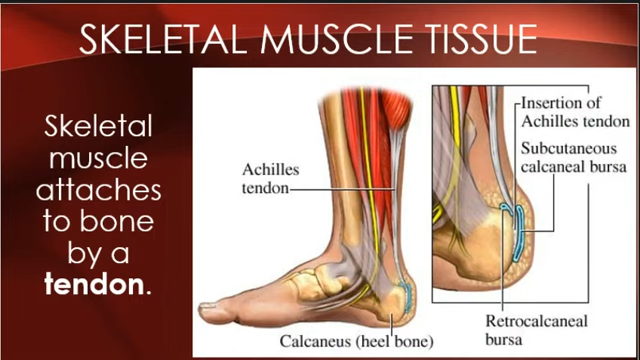 SKELETAL MUSCLE TISSUE
Skeletal
muscle
attaches
to bone
by a
tendon.
Achilles
tendon
Calcaneus (heel bone)
Insertion of
Achilles tendon
Subcutaneous
calcaneal bursa
Retrocalcaneal
bursa